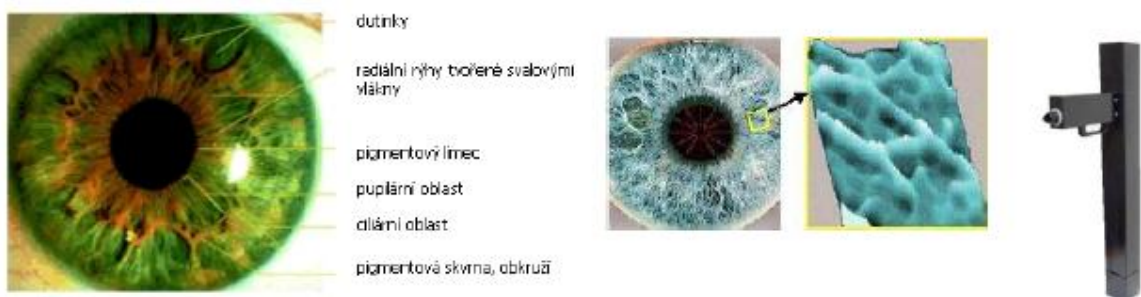 dutinky
radiální rýhy tvořené svalovými
vlákny
pigmentový límec
pupilární oblast
ciliární oblast
pigmentová skvrna, obkruží